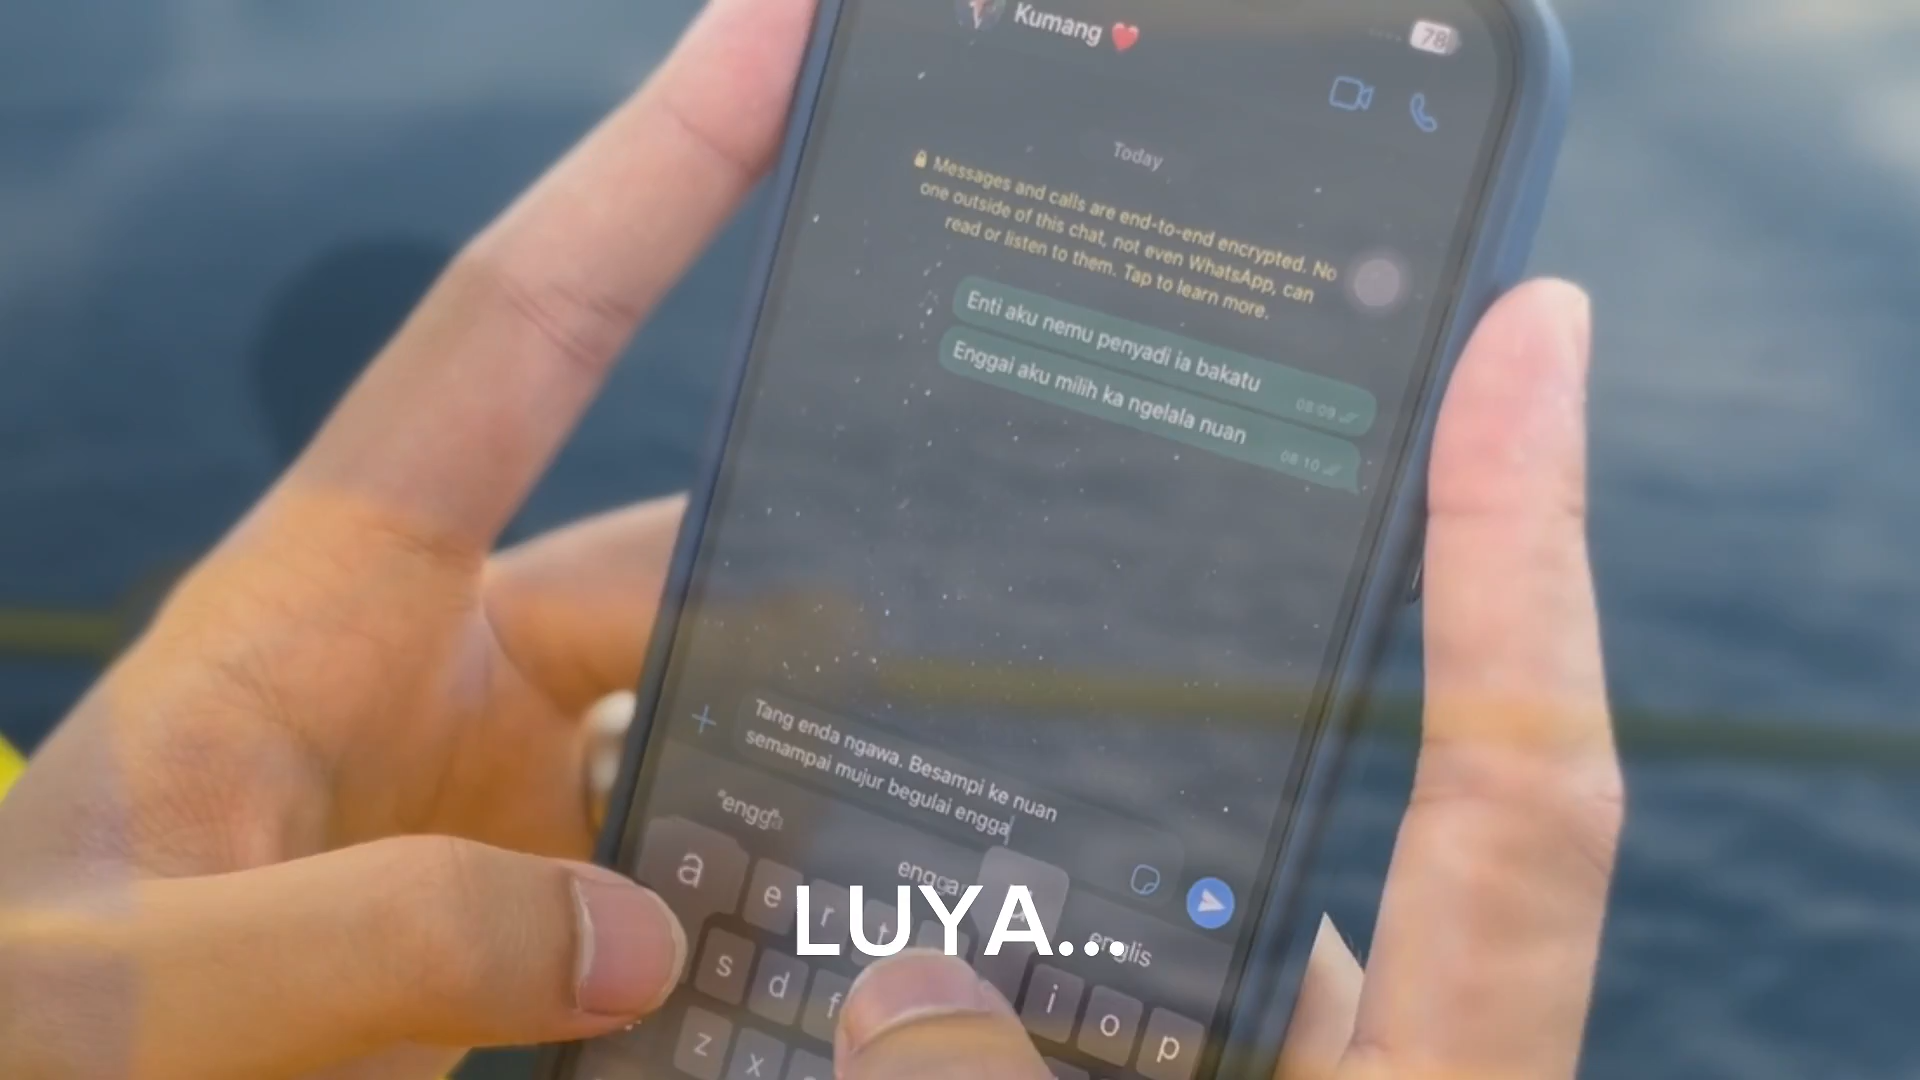 Kumang ❤️
78
Today
Messages and calls are end-to-end encrypted. No
one outside of this chat, not even WhatsApp, can
read or listen to them. Tap to learn more.
Enti aku nemu penyadi ia bakatu
08:09
Enggai aku milih ka ngelala nuan
08:10
Tang enda ngawa. Besampi ke nuan
semampai mujur begulai engga
"engga
englis
a
e r t
i o p
s d f
z x
LUYA...